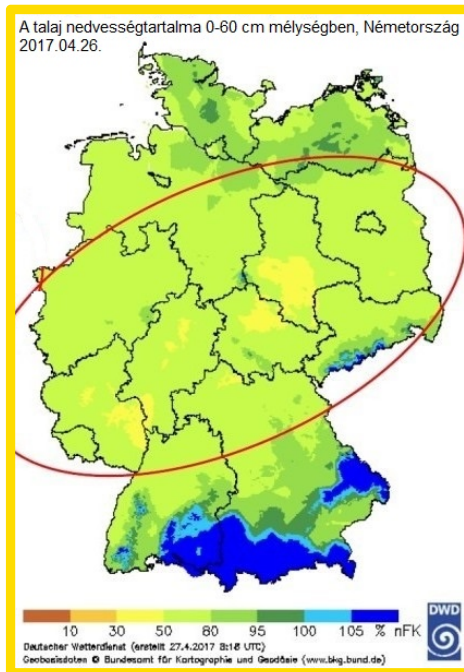 A talaj nedvességtartalma 0-60 cm mélységben, Németország
2017.04.26.
10 30 50 80 95 100 105 % nFK
DWD
Deutscher Wetterdienst (erstellt 27.4.2017 3:18 UTC)
Geobasisdaten © Bundesamt für Kartographie und Geodäsie (www.bkg.bund.de)